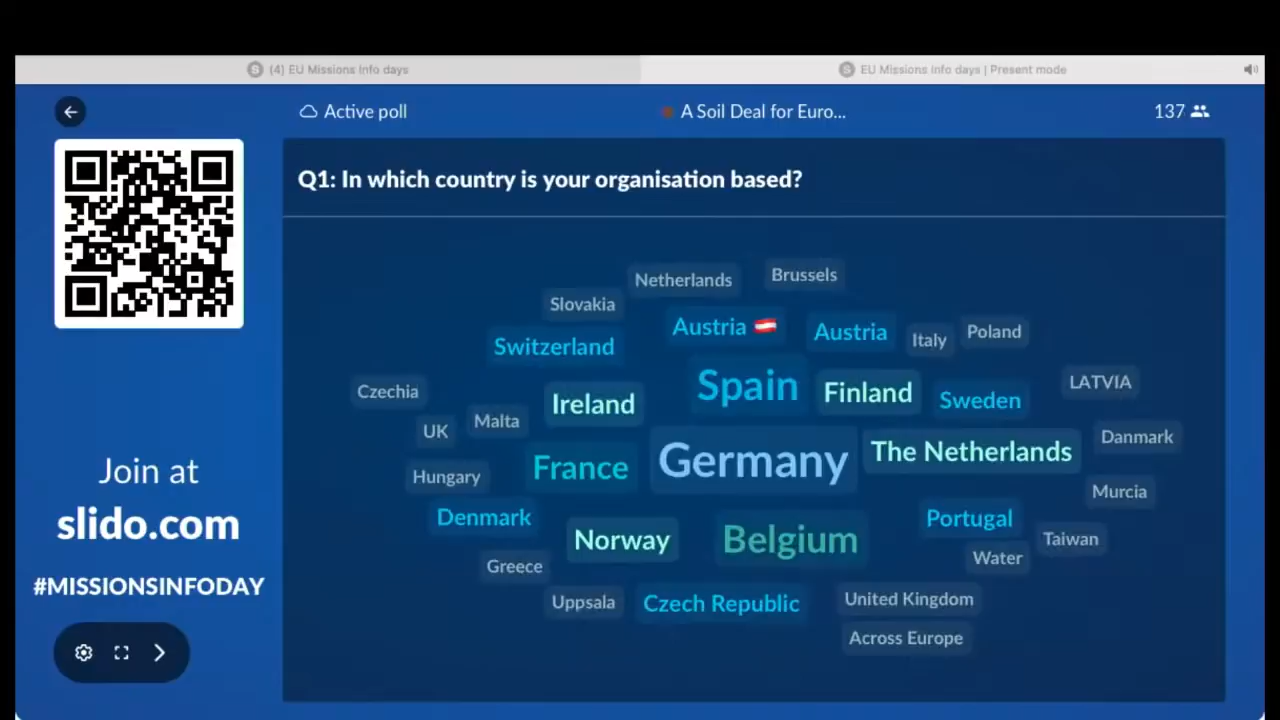 (4) EU Missions Info days
EU Missions Info days | Present mode
Active poll
A Soil Deal for Euro...
137
Q1: In which country is your organisation based?
Netherlands
Brussels
Slovakia
Austria
Austria
Italy
Poland
Switzerland
Spain
Finland
Sweden
LATVIA
Czechia
Ireland
UK
Malta
The Netherlands
Danmark
Germany
France
Hungary
Murcia
Denmark
Portugal
Norway
Belgium
Taiwan
Water
Greece
Uppsala
Czech Republic
United Kingdom
Across Europe
Join at
slido.com
#MISSIONSINFODAY